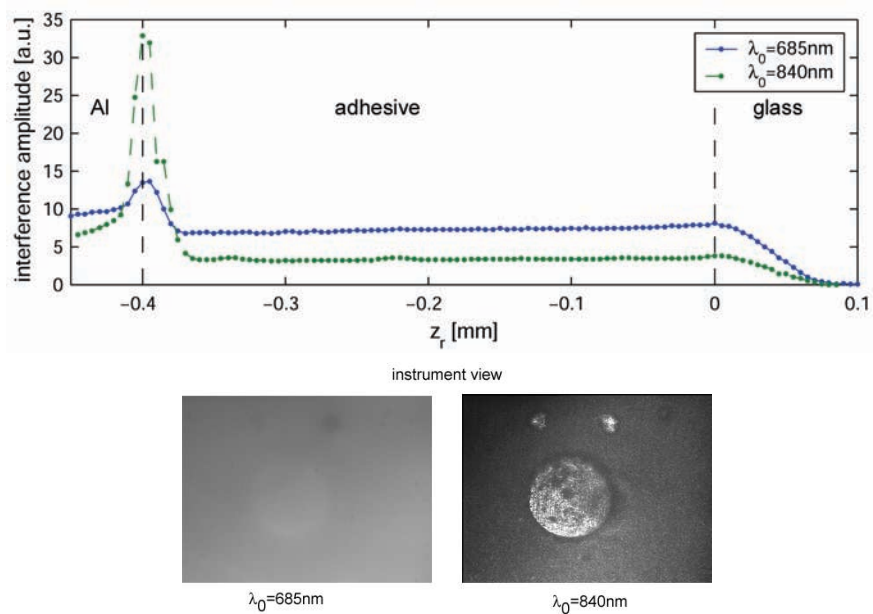 interference amplitude [a.u.]
35
30
25
20
15
10
5
0
Al
adhesive
glass
λ0=685nm
λ0=840nm
−0.4
−0.3
−0.2
−0.1
0
0.1
zr [mm]
instrument view
λ0=685nm
λ0=840nm